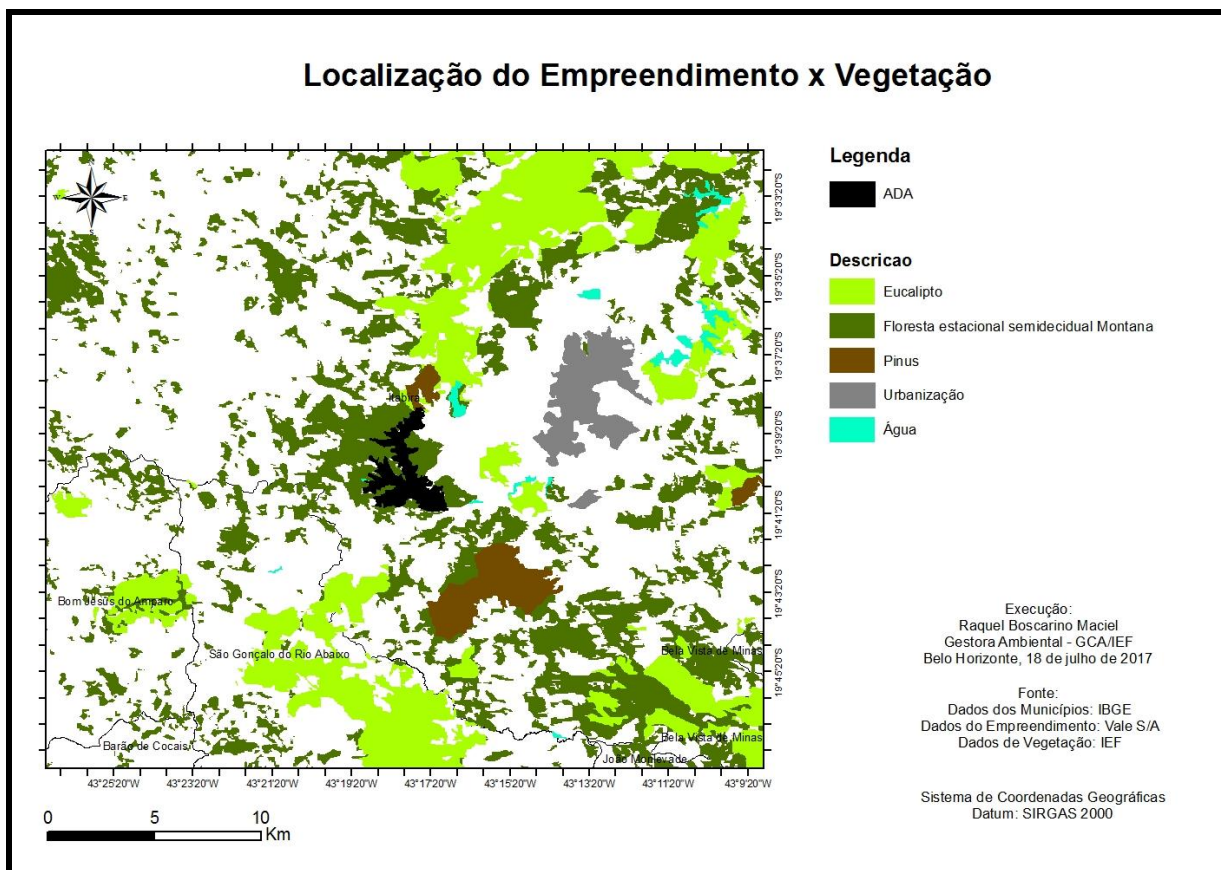 Localização do Empreendimento x Vegetação
Legenda
ADA
Descricao
Eucalipto
Floresta estacional semidecidual Montana
Pinus
Urbanização
Água
E
S
Itabira
Bom Jesus do Amparo
São Gonçalo do Rio Abaixo
Bela Vista de Minas
Bela Vista de Minas
Barão de Cocais
João Monlevade
19°33'20"S
19°35'20"S
19°37'20"S
19°39'20"S
19°41'20"S
19°43'20"S
19°45'20"S
43°25'20"W 43°23'20"W 43°21'20"W 43°19'20"W 43°17'20"W 43°15'20"W 43°13'20"W 43°11'20"W 43°9'20"W
0 5 10
Km
Execução:
Raquel Boscarino Maciel
Gestora Ambiental - GCA/IEF
Belo Horizonte, 18 de julho de 2017
Fonte:
Dados dos Municípios: IBGE
Dados do Empreendimento: Vale S/A
Dados de Vegetação: IEF
Sistema de Coordenadas Geográficas
Datum: SIRGAS 2000